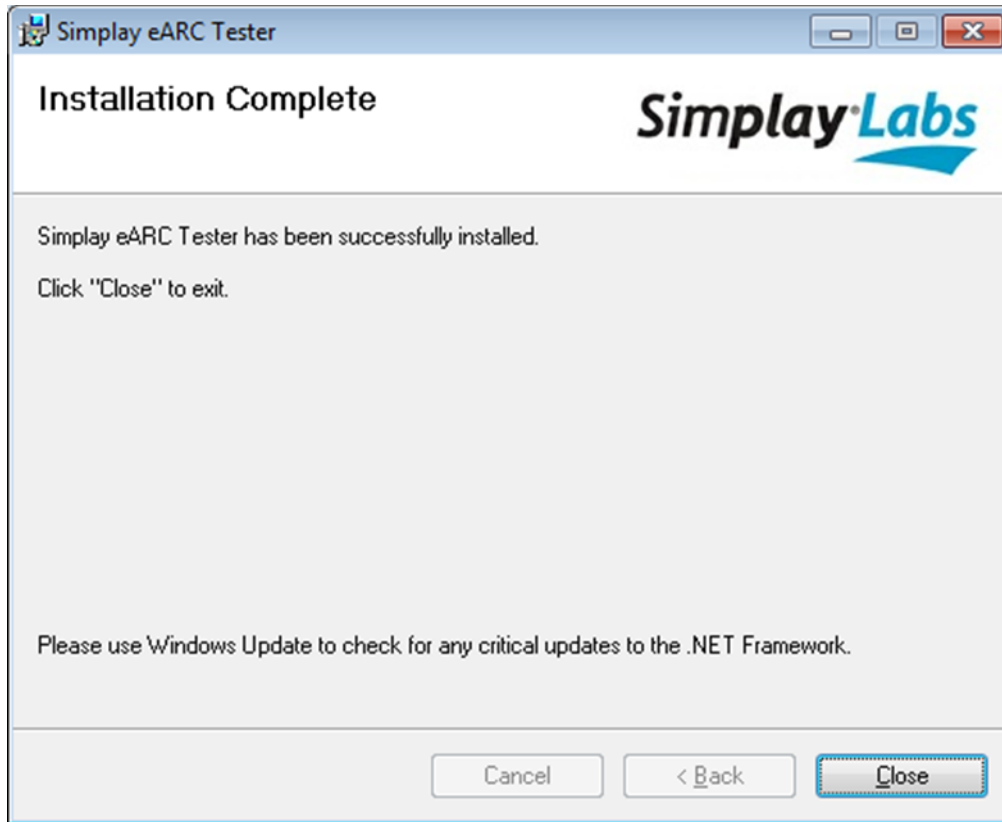 Simplay eARC Tester
Installation Complete
Simplay Labs
Simplay eARC Tester has been successfully installed.
Click "Close" to exit.
Please use Windows Update to check for any critical updates to the .NET Framework.
Cancel
< Back
Close